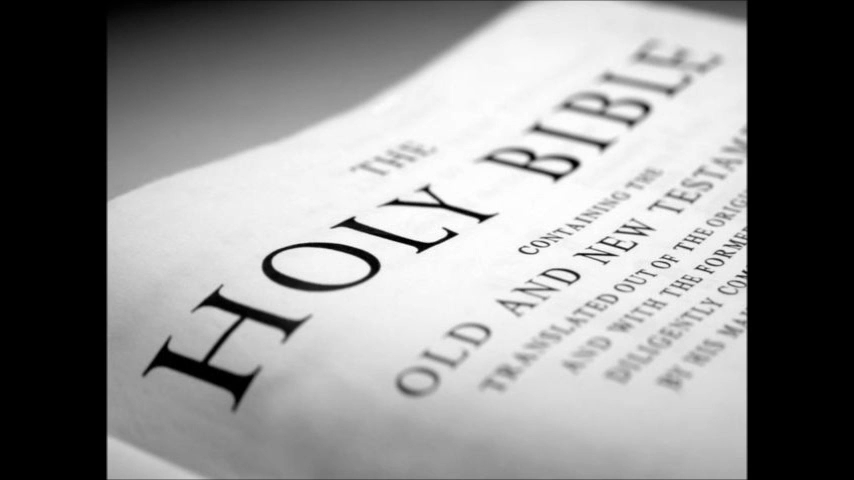 THE
HOLY BIBLE
CONTAINING THE
OLD AND NEW
TRANSLATED OUT OF THE
AND WITH THE
DILIGENTLY
BY HIS